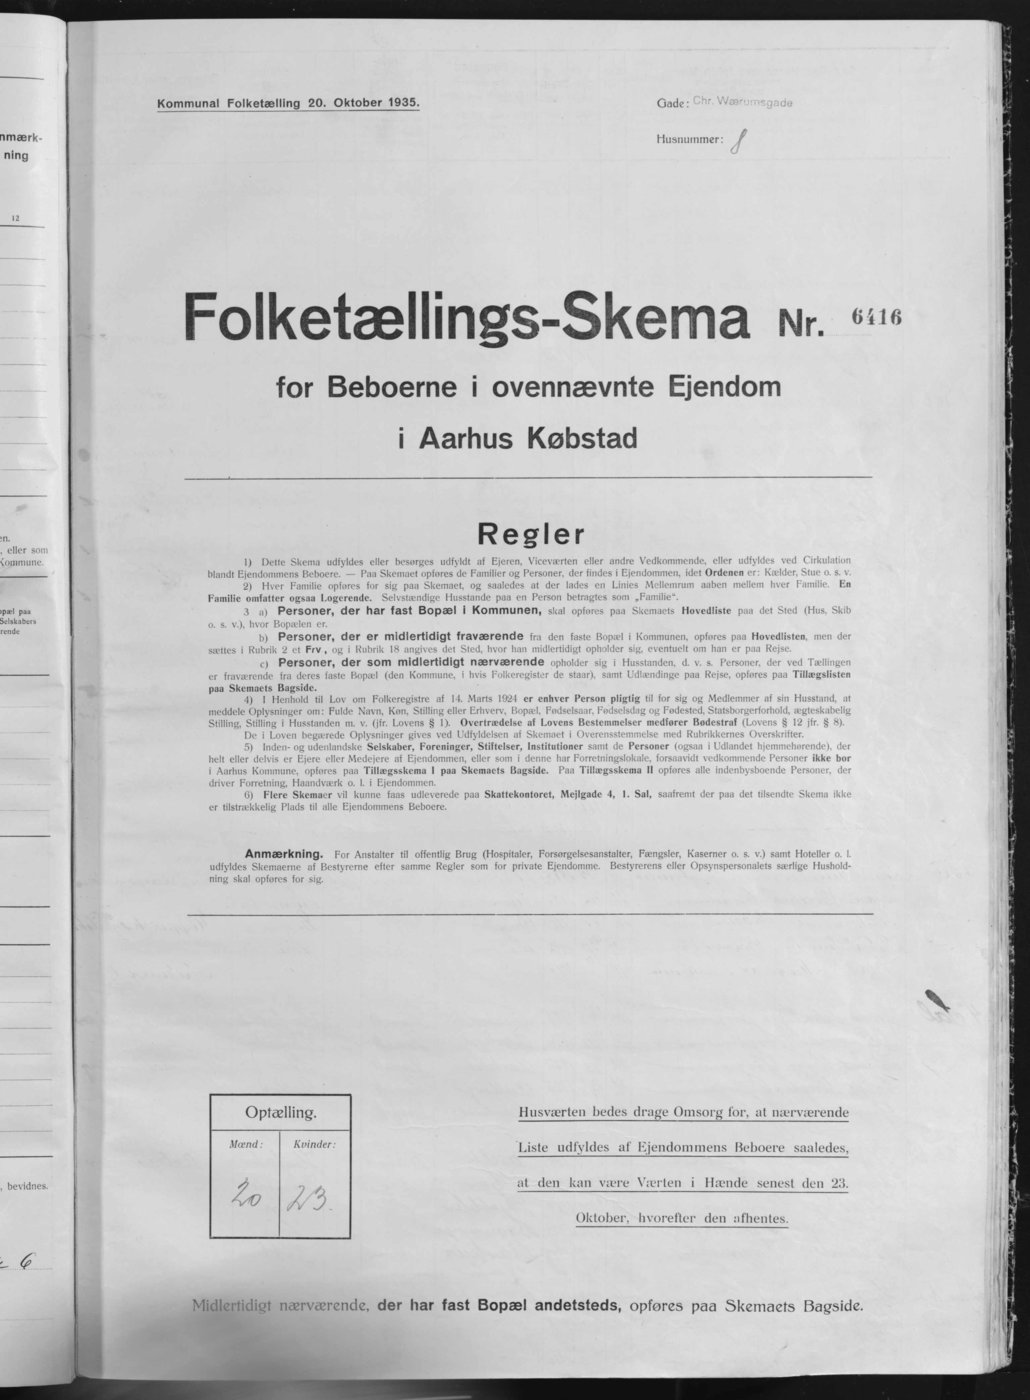 nmærk-
ning
12
en.
, eller som
Kommune.
opæl paa
Selskabers
rende
, bevidnes.
6
Kommunal Folketælling 20. Oktober 1935.
Gade: Chr. Wærumsgade
Husnummer: 8
Folketællings-Skema Nr. 6416
for Beboerne i ovennævnte Ejendom
i Aarhus Købstad
Regler
1) Dette Skema udfyldes eller besørges udfyldt af Ejeren, Viceværten eller andre Vedkommende, eller udfyldes ved Cirkulation
blandt Ejendommens Beboere. — Paa Skemaet opføres de Familier og Personer, der findes i Ejendommen, idet Ordenen er: Kælder, Stue o. s. v.
2) Hver Familie opføres for sig paa Skemaet, og saaledes at der lades en Linies Mellemrum aaben mellem hver Familie. En
Familie omfatter ogsaa Logerende. Selvstændige Husstande paa en Person betragtes som „Familie“.
3 a) Personer, der har fast Bopæl i Kommunen, skal opføres paa Skemaets Hovedliste paa det Sted (Hus, Skib
o. s. v.), hvor Bopælen er.
b) Personer, der er midlertidigt fraværende fra den faste Bopæl i Kommunen, opføres paa Hovedlisten, men der
sættes i Rubrik 2 et Frv., og i Rubrik 18 angives det Sted, hvor han midlertidigt opholder sig, eventuelt om han er paa Rejse.
c) Personer, der som midlertidigt nærværende opholder sig i Husstanden, d. v. s. Personer, der ved Tællingen
er fraværende fra deres faste Bopæl (den Kommune, i hvis Folkeregister de staar), samt Udlændinge paa Rejse, opføres paa Tillægslisten
paa Skemaets Bagside.
4) I Henhold til Lov om Folkeregistre af 14. Marts 1924 er enhver Person pligtig til for sig og Medlemmer af sin Husstand, at
meddele Oplysninger om: Fulde Navn, Køn, Stilling eller Erhverv, Bopæl, Fødselsaar, Fødselsdag og Fødested, Statsborgerforhold, ægteskabelig
Stilling, Stilling i Husstanden m. v. (jfr. Lovens § 1). Overtrædelse af Lovens Bestemmelser medfører Bødestraf (Lovens § 12 jfr. § 8).
De i Loven begærede Oplysninger gives ved Udfyldelsen af Skemaet i Overensstemmelse med Rubrikkernes Overskrifter.
5) Inden- og udenlandske Selskaber, Foreninger, Stiftelser, Institutioner samt de Personer (ogsaa i Udlandet hjemmehørende), der
helt eller delvis er Ejere eller Medejere af Ejendommen, eller som i denne har Forretningslokale, forsaavidt vedkommende Personer ikke bor
i Aarhus Kommune, opføres paa Tillægsskema I paa Skemaets Bagside. Paa Tillægsskema II opføres alle indenbysboende Personer, der
driver Forretning, Haandværk o. l. i Ejendommen.
6) Flere Skemaer vil kunne faas udleverede paa Skattekontoret, Mejlgade 4, 1. Sal, saafremt der paa det tilsendte Skema ikke
er tilstrækkelig Plads til alle Ejendommens Beboere.
Anmærkning. For Anstalter til offentlig Brug (Hospitaler, Forsørgelsesanstalter, Fængsler, Kaserner o. s. v.) samt Hoteller o. l.
udfyldes Skemaerne af Bestyrerne efter samme Regler som for private Ejendomme. Bestyrerens eller Opsynspersonalets særlige Hushold-
ning skal opføres for sig.
Optælling.
Mænd: Kvinder:
20 23.
Husværten bedes drage Omsorg for, at nærværende
Liste udfyldes af Ejendommens Beboere saaledes,
at den kan være Værten i Hænde senest den 23.
Oktober, hvorefter den afhentes.
Midlertidigt nærværende, der har fast Bopæl andetsteds, opføres paa Skemaets Bagside.